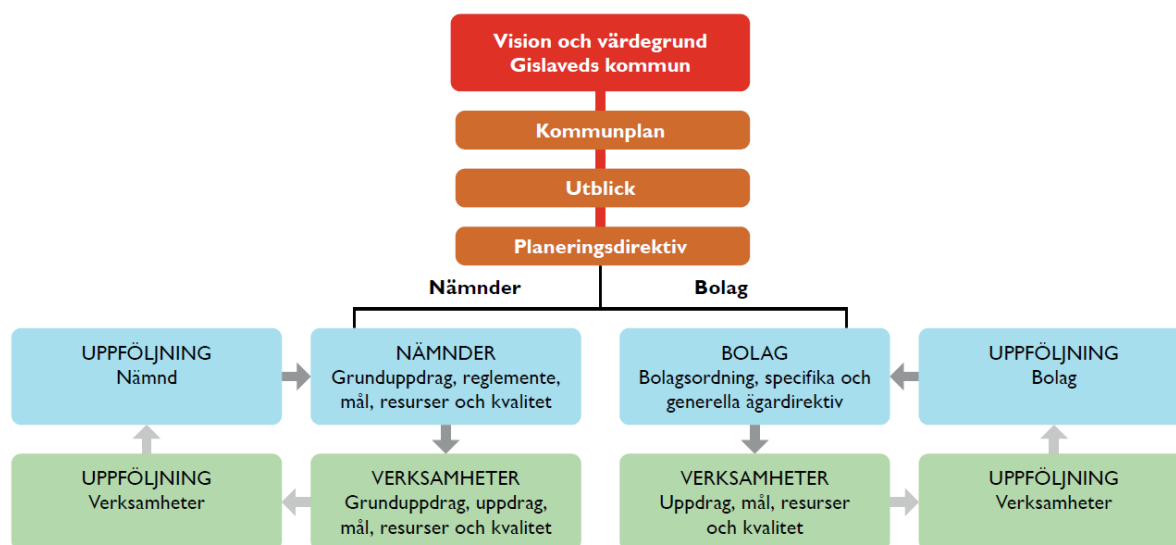 Vision och värdegrund
Gislaveds kommun
Kommunplan
Utblick
Planeringsdirektiv
Nämnder
Bolag
UPPFÖLJNING
Nämnd
NÄMNDER
Grunduppdrag, reglemente,
mål, resurser och kvalitet
BOLAG
Bolagsordning, specifika och
generella ägardirektiv
UPPFÖLJNING
Bolag
UPPFÖLJNING
Verksamheter
VERKSAMHETER
Grunduppdrag, uppdrag,
mål, resurser och kvalitet
VERKSAMHETER
Uppdrag, mål, resurser
och kvalitet
UPPFÖLJNING
Verksamheter